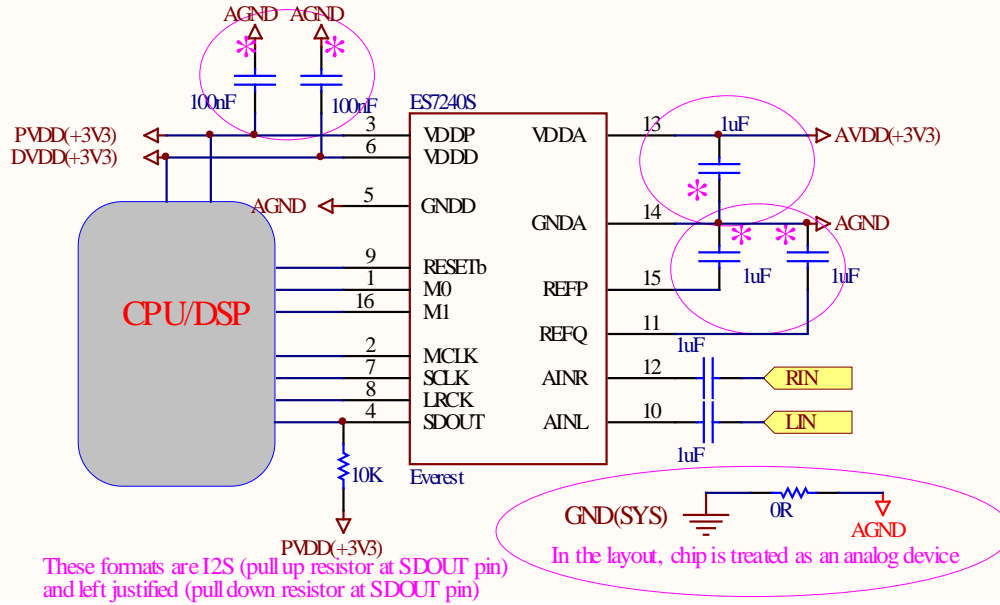 AGND AGND
* *
100nF 100nF
ES7240S
PVDD(+3V3) 3 VDDP VDDA 13 1uF AVDD(+3V3)
DVDD(+3V3) 6 VDDD
*
AGND 5 GNDD GNDA 14 AGND
* *
9 RESETb 1uF 1uF
CPU/DSP 1 M0 REFP 15
16 M1
REFQ 11
1uF
2 MCLK AINR 12 RIN
7 SCLK
8 LRCK
4 SDOUT AINL 10 LIN
1uF
10K Everest
GND(SYS) 0R AGND
PVDD(+3V3)
In the layout, chip is treated as an analog device
These formats are I2S (pull up resistor at SDOUT pin)
and left justified (pull down resistor at SDOUT pin)